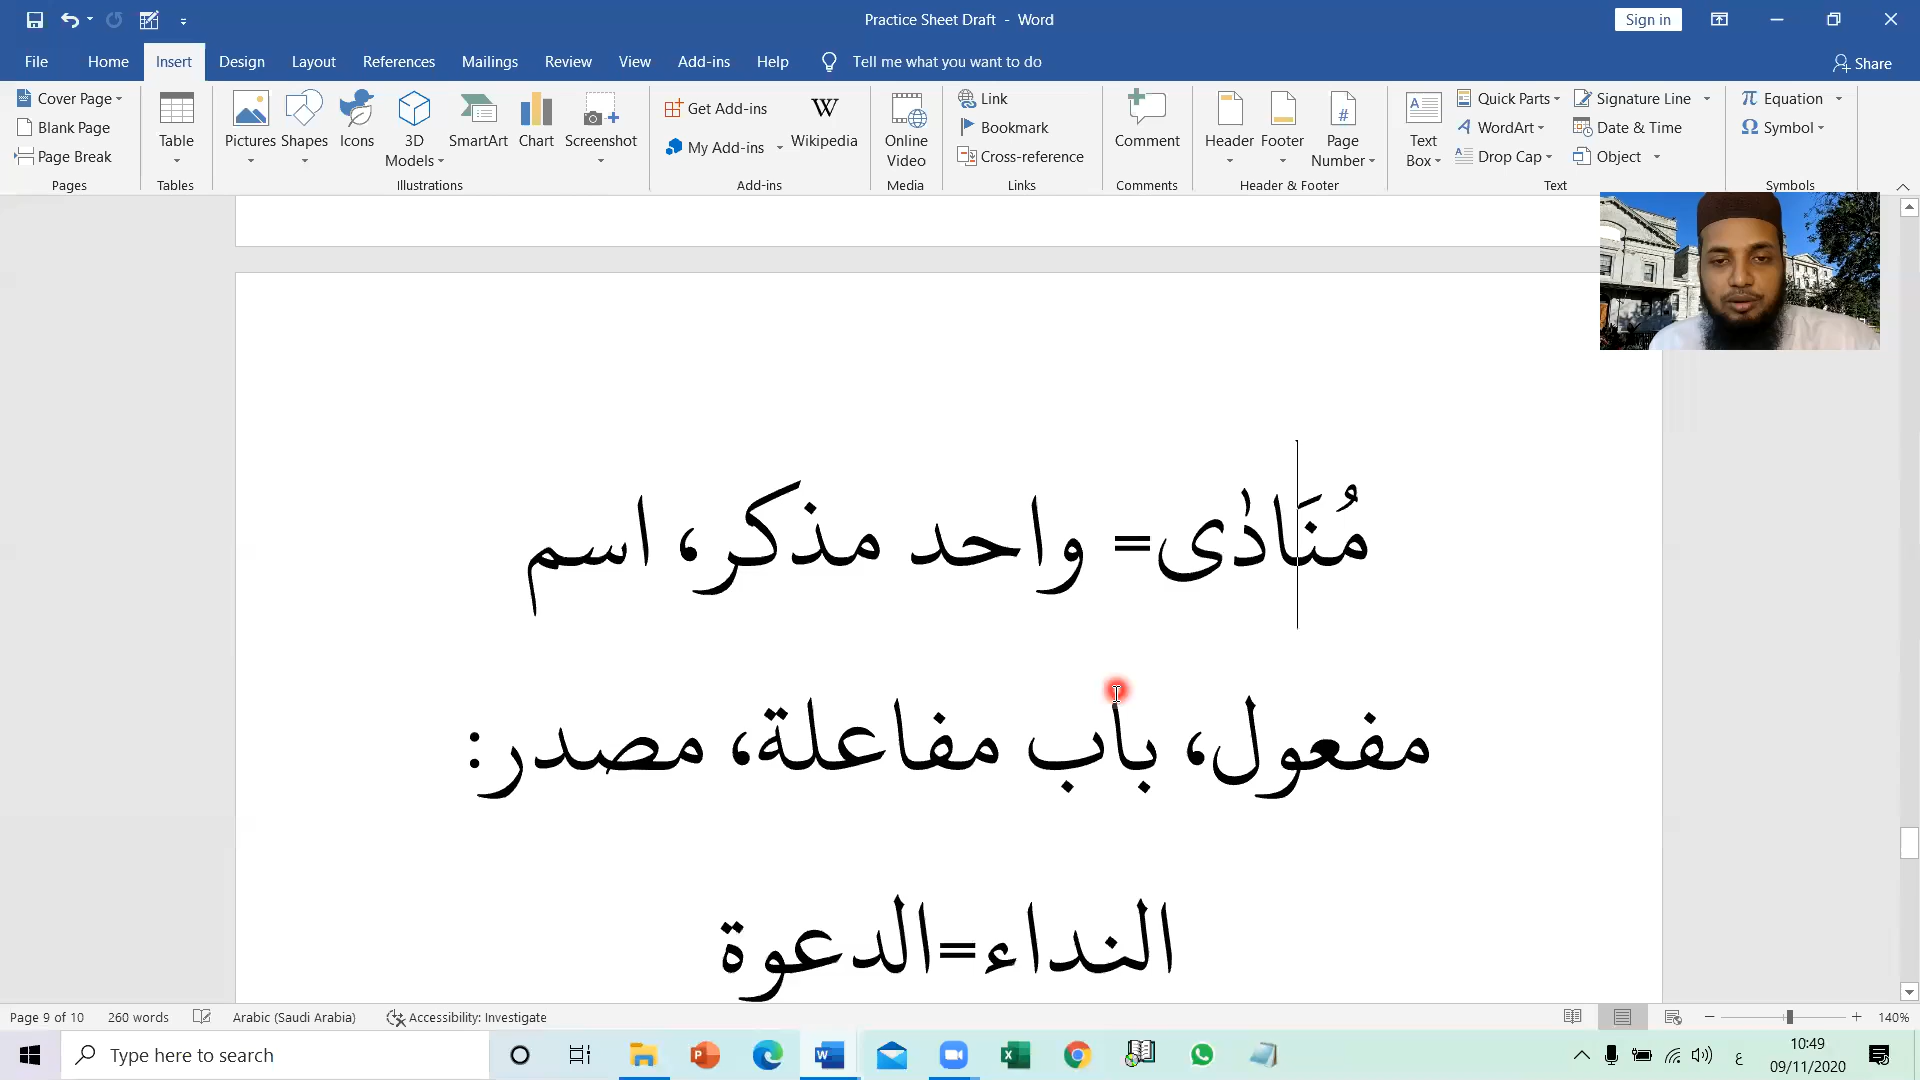 Practice Sheet Draft - Word
Sign in
File Home Insert Design Layout References Mailings Review View Add-ins Help Tell me what you want to do Share
Cover Page
Blank Page
Page Break
Pages
Table
Tables
Pictures Shapes Icons 3D Models SmartArt Chart Screenshot
Illustrations
Get Add-ins
My Add-ins
Wikipedia
Add-ins
Online Video
Media
Link
Bookmark
Cross-reference
Links
Comment
Comments
Header Footer Page Number
Header & Footer
Text Box
Quick Parts
WordArt
Drop Cap
Signature Line
Date & Time
Object
Text
Equation
Symbol
Symbols
مُنَادٰى= واحد مذكر، اسم
مفعول، باب مفاعلة، مصدر:
النداء=الدعوة
Page 9 of 10 260 words Arabic (Saudi Arabia) Accessibility: Investigate 140%
Type here to search
ع
10:49
09/11/2020